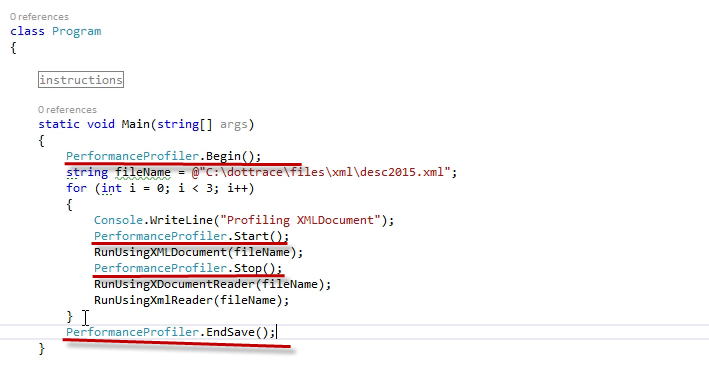 0 references
class Program
{
instructions
0 references
static void Main(string[] args)
{
PerformanceProfiler.Begin();
string fileName = @"C:\dottrace\files\xml\desc2015.xml";
for (int i = 0; i < 3; i++)
{
Console.WriteLine("Profiling XMLDocument");
PerformanceProfiler.Start();
RunUsingXMLDocument(fileName);
PerformanceProfiler.Stop();
RunUsingXDocumentReader(fileName);
RunUsingXmlReader(fileName);
}
PerformanceProfiler.EndSave();
}